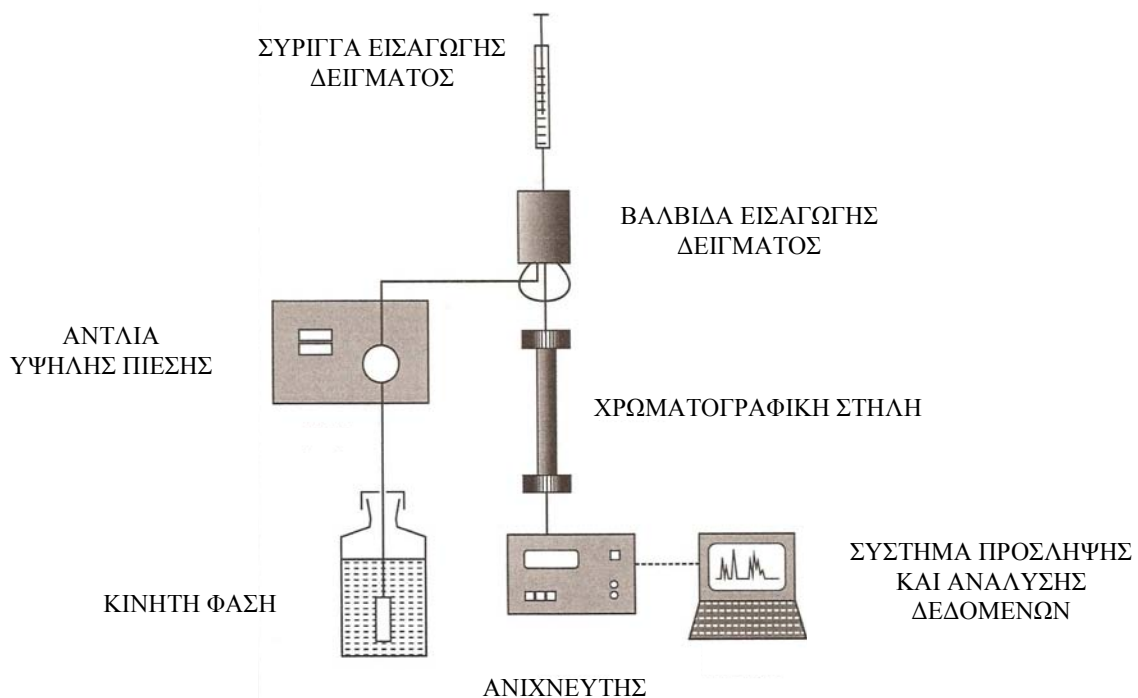 ΣΥΡΙΓΓΑ ΕΙΣΑΓΩΓΗΣ
ΔΕΙΓΜΑΤΟΣ
ΒΑΛΒΙΔΑ ΕΙΣΑΓΩΓΗΣ
ΔΕΙΓΜΑΤΟΣ
ΑΝΤΛΙΑ
ΥΨΗΛΗΣ ΠΙΕΣΗΣ
ΧΡΩΜΑΤΟΓΡΑΦΙΚΗ ΣΤΗΛΗ
ΣΥΣΤΗΜΑ ΠΡΟΣΛΗΨΗΣ
ΚΑΙ ΑΝΑΛΥΣΗΣ
ΔΕΔΟΜΕΝΩΝ
ΚΙΝΗΤΗ ΦΑΣΗ
ΑΝΙΧΝΕΥΤΗΣ